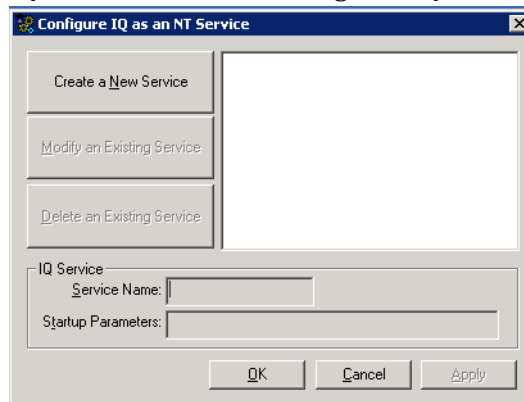 Configure IQ as an NT Service
Create a New Service
Modify an Existing Service
Delete an Existing Service
IQ Service
Service Name:
Startup Parameters:
OK Cancel Apply